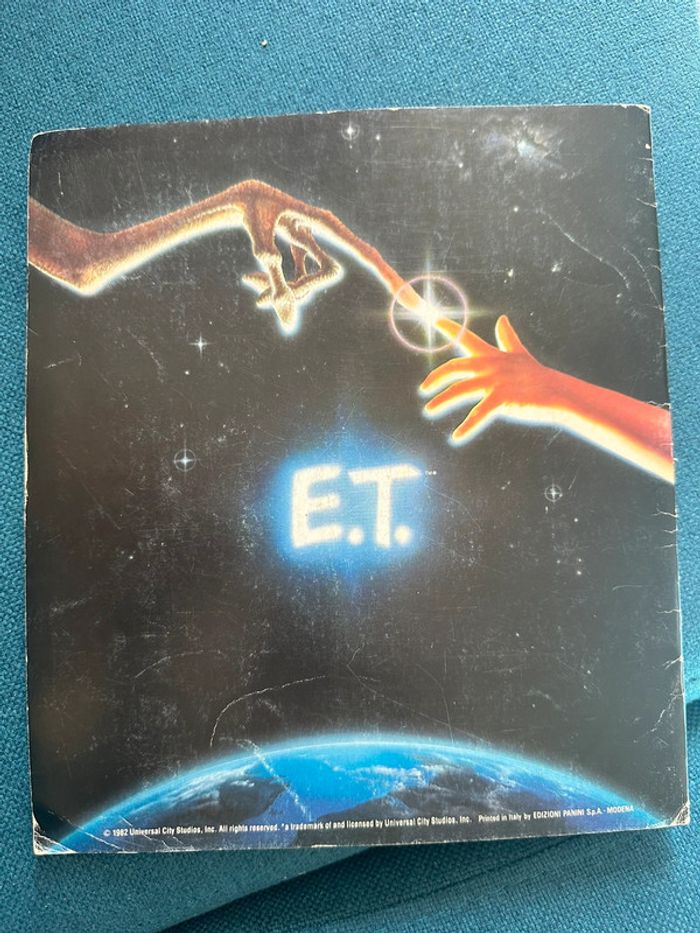 E.T.™
© 1982 Universal City Studios, Inc. All rights reserved. *a trademark of and licensed by Universal City Studios, Inc. Printed in Italy by EDIZIONI PANINI S.p.A. - MODENA